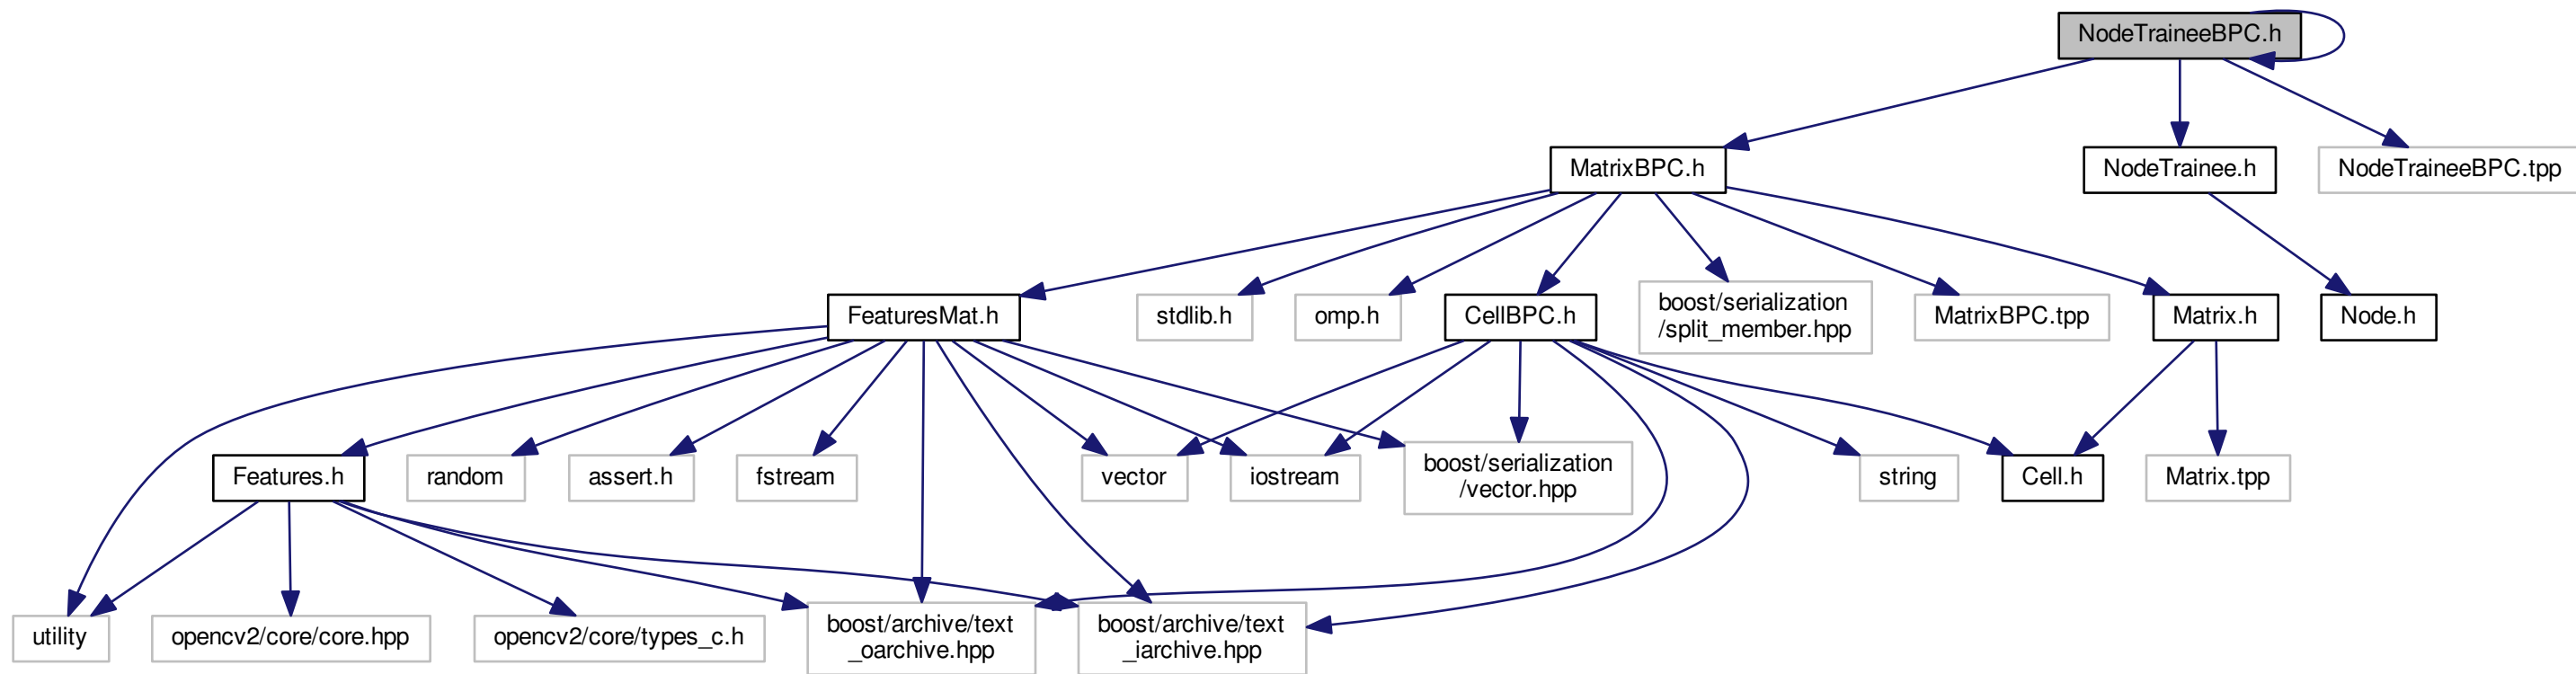 NodeTraineeBPC.h
MatrixBPC.h
NodeTrainee.h
NodeTraineeBPC.tpp
FeaturesMat.h
stdlib.h
omp.h
CellBPC.h
boost/serialization
/split_member.hpp
MatrixBPC.tpp
Matrix.h
Node.h
Features.h
random
assert.h
fstream
vector
iostream
boost/serialization
/vector.hpp
string
Cell.h
Matrix.tpp
utility
opencv2/core/core.hpp
opencv2/core/types_c.h
boost/archive/text
_oarchive.hpp
boost/archive/text
_iarchive.hpp